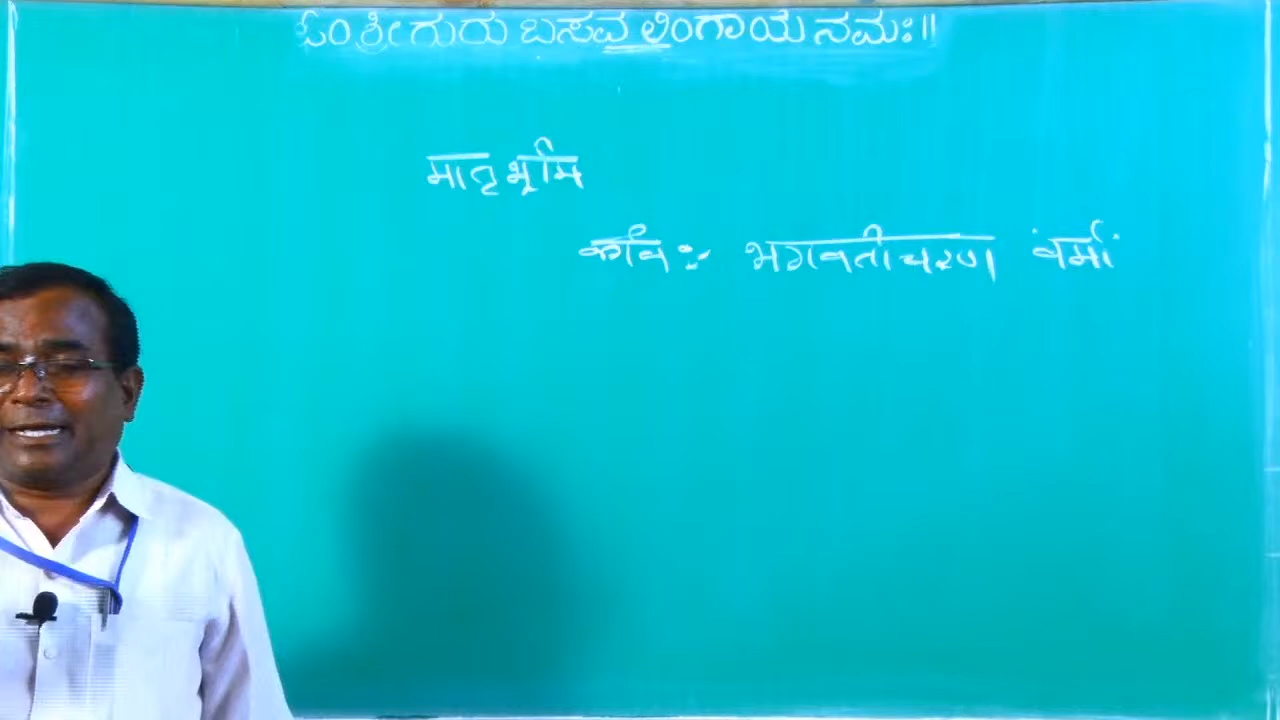 ಓಂ ಶ್ರೀ ಗುರು ಬಸವ ಲಿಂಗಾಯ ನಮಃ||
मातृभूमि
कवि :- भगवतीचरण वर्मा